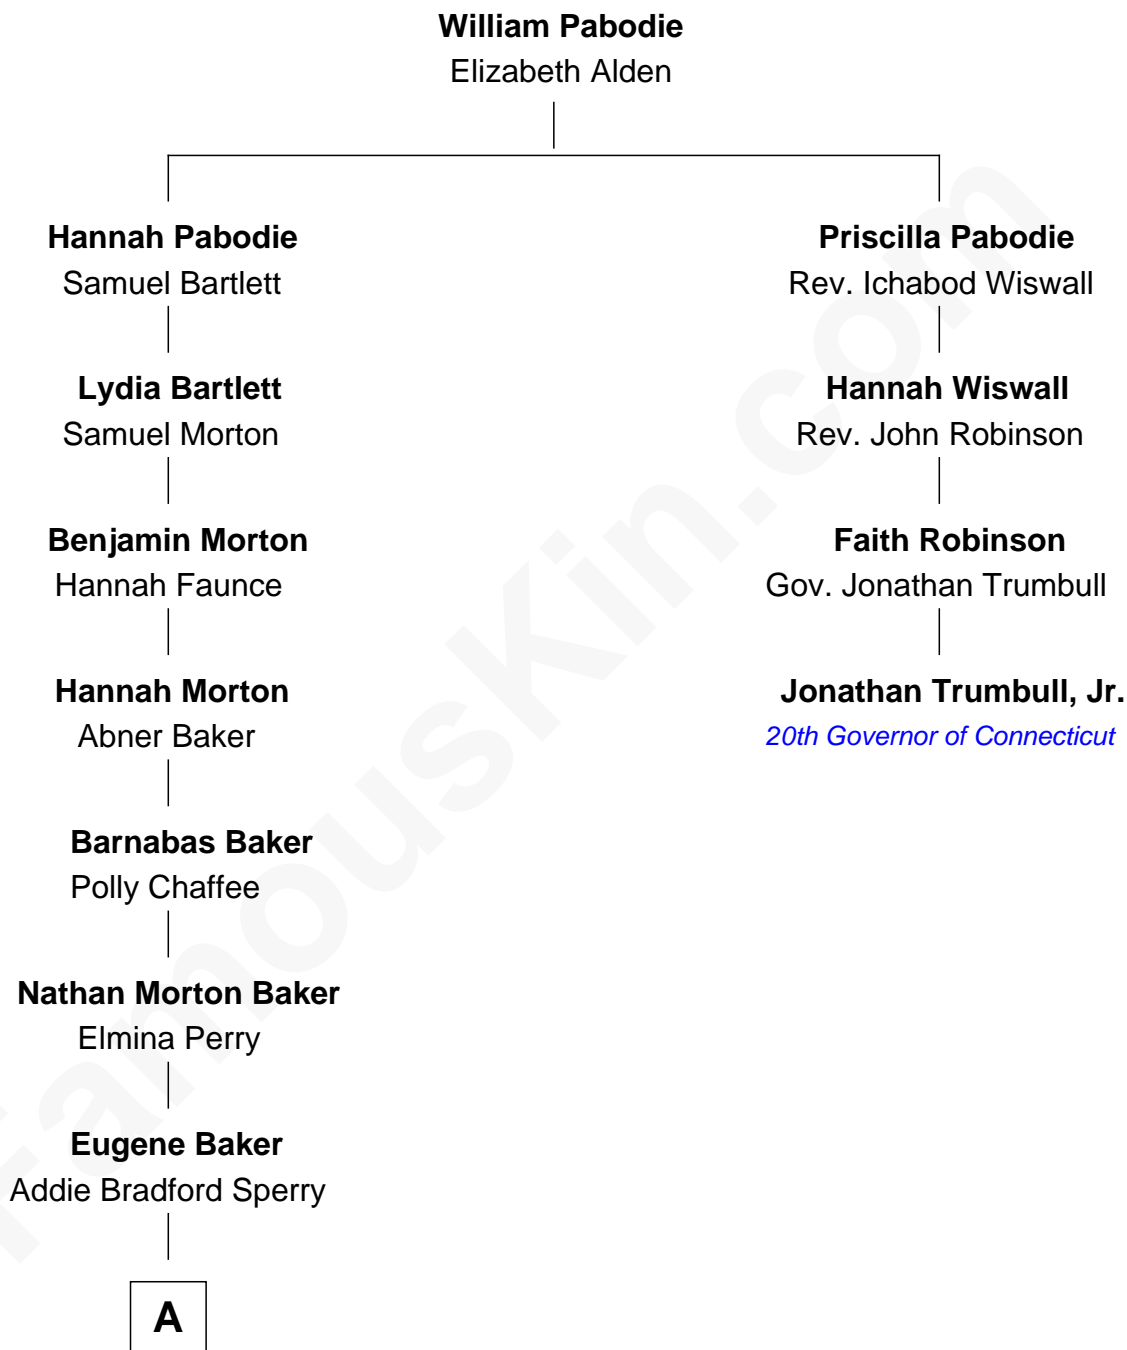 William Pabodie
Elizabeth Alden
Hannah Pabodie
Samuel Bartlett
Priscilla Pabodie
Rev. Ichabod Wiswall
Lydia Bartlett
Samuel Morton
Hannah Wiswall
Rev. John Robinson
Benjamin Morton
Hannah Faunce
Faith Robinson
Gov. Jonathan Trumbull
Hannah Morton
Abner Baker
Jonathan Trumbull, Jr.
20th Governor of Connecticut
Barnabas Baker
Polly Chaffee
Nathan Morton Baker
Elmina Perry
Eugene Baker
Addie Bradford Sperry
A
FamousKin.com